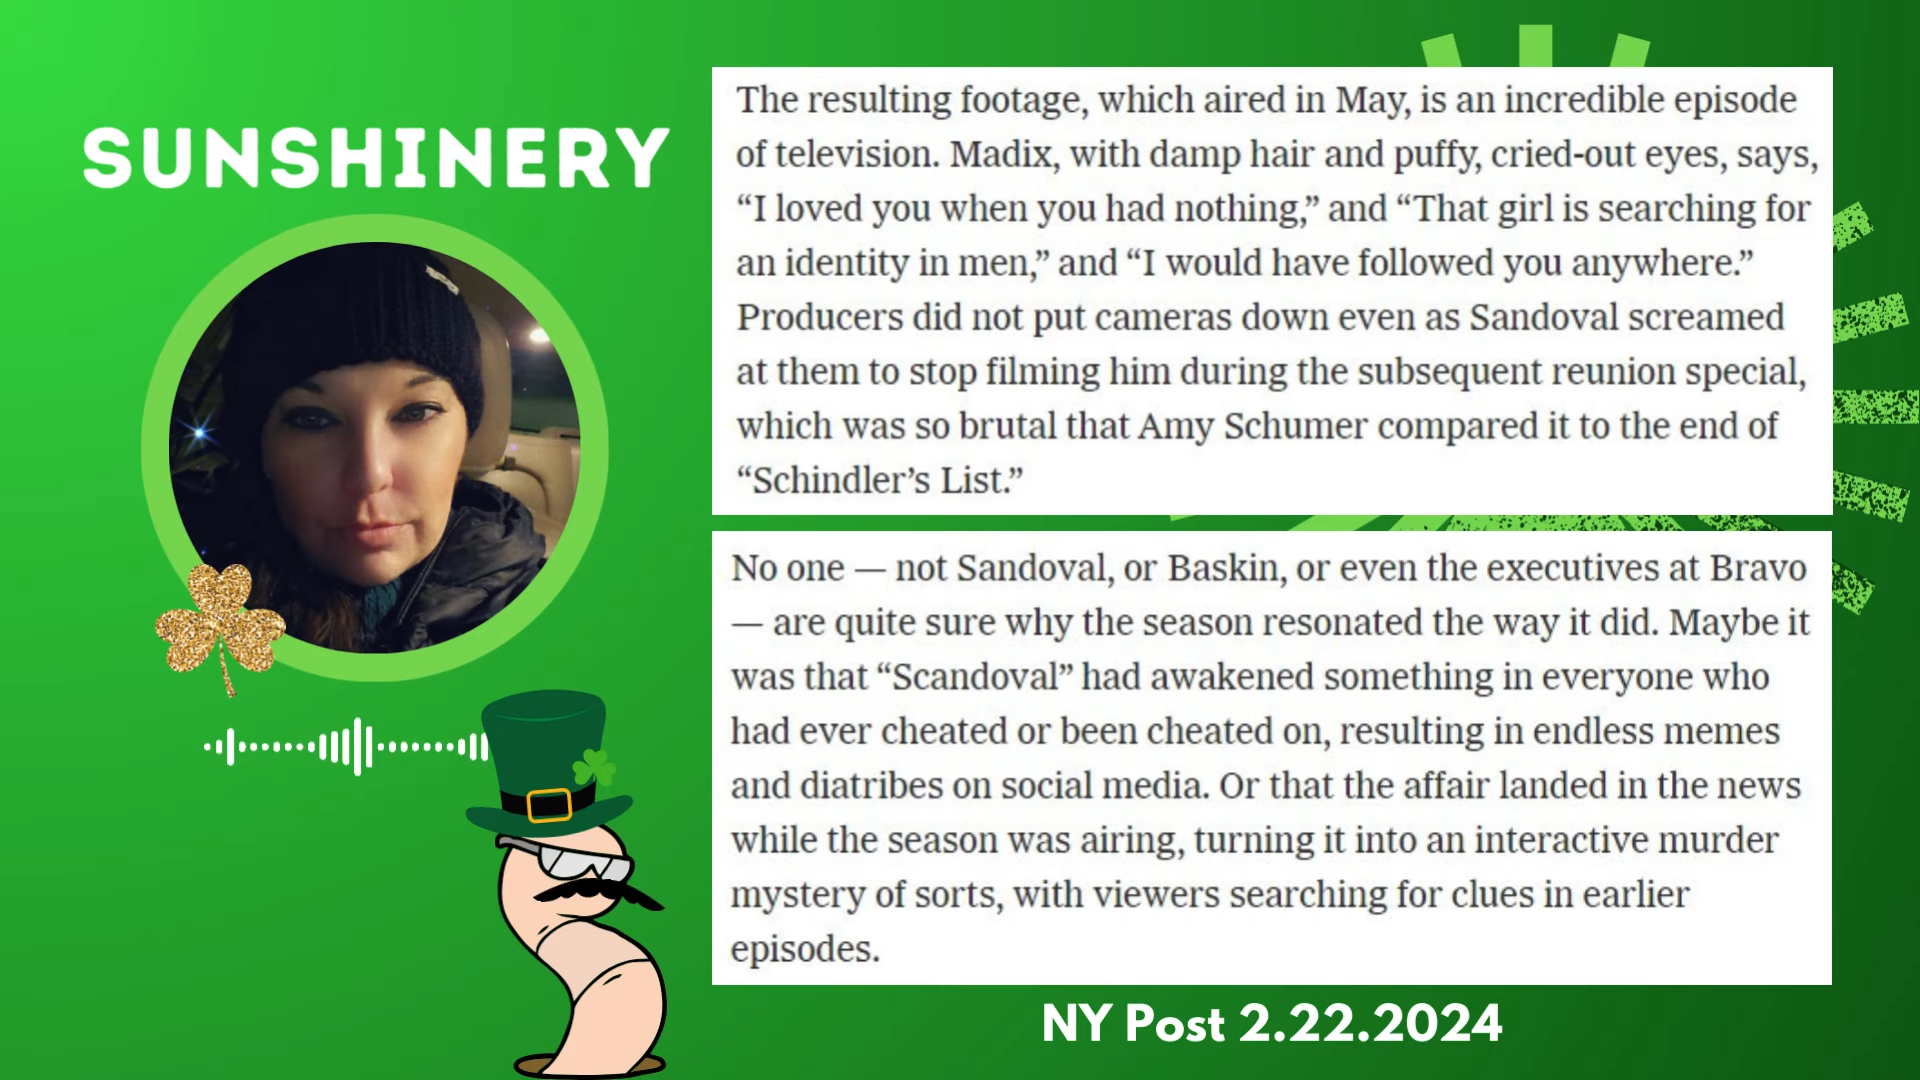 SUNSHINERY
The resulting footage, which aired in May, is an incredible episode
of television. Madix, with damp hair and puffy, cried-out eyes, says,
“I loved you when you had nothing,” and “That girl is searching for
an identity in men,” and “I would have followed you anywhere.”
Producers did not put cameras down even as Sandoval screamed
at them to stop filming him during the subsequent reunion special,
which was so brutal that Amy Schumer compared it to the end of
“Schindler’s List.”
No one — not Sandoval, or Baskin, or even the executives at Bravo
— are quite sure why the season resonated the way it did. Maybe it
was that “Scandoval” had awakened something in everyone who
had ever cheated or been cheated on, resulting in endless memes
and diatribes on social media. Or that the affair landed in the news
while the season was airing, turning it into an interactive murder
mystery of sorts, with viewers searching for clues in earlier
episodes.
NY Post 2.22.2024